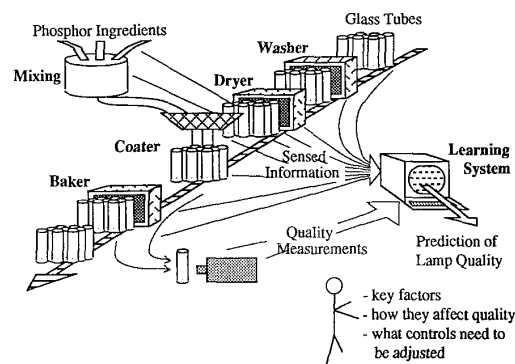 Glass Tubes
Phosphor Ingredients
Washer
Mixing
Dryer
Coater
Sensed
Information
Learning
System
Baker
Quality
Measurements
Prediction of
Lamp Quality
- key factors
- how they affect quality
- what controls need to
be adjusted